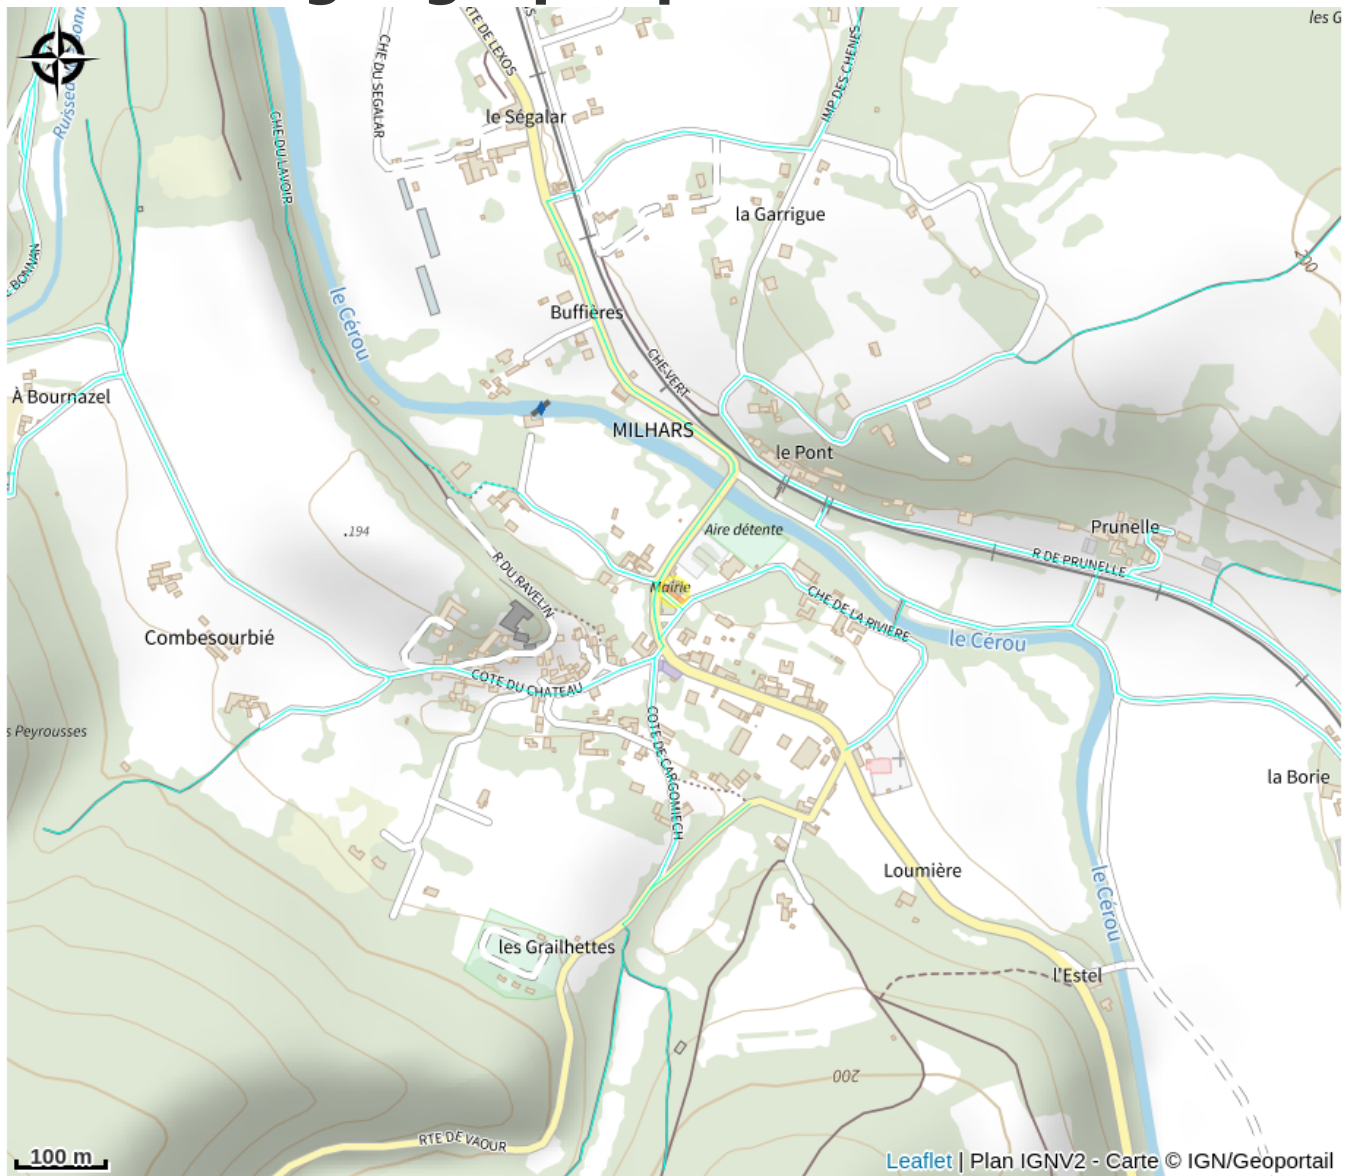 les G
RTE DE LEXOS
CHE DU SEGALAR
IMP DES CHENES
le Ségalar
CHE DU LAVOIR
la Garrigue
BONNAN
200
le Cérou
Buffières
CHE VERT
À Bournazel
MILHARS
le Pont
.194
Aire détente
Prunelle
R DE PRUNELLE
R DU RAVELIN
Mairie
CHE DE LA RIVIERE
Combesourbié
le Cérou
COTE DU CHATEAU
s Peyrousses
COTE DE CARGOMIECH
la Borie
Loumière
le Cérou
les Grailhettes
l'Estel
200
RTE DE VAOUR
100 m
Leaflet | Plan IGNV2 - Carte © IGN/Geoportail